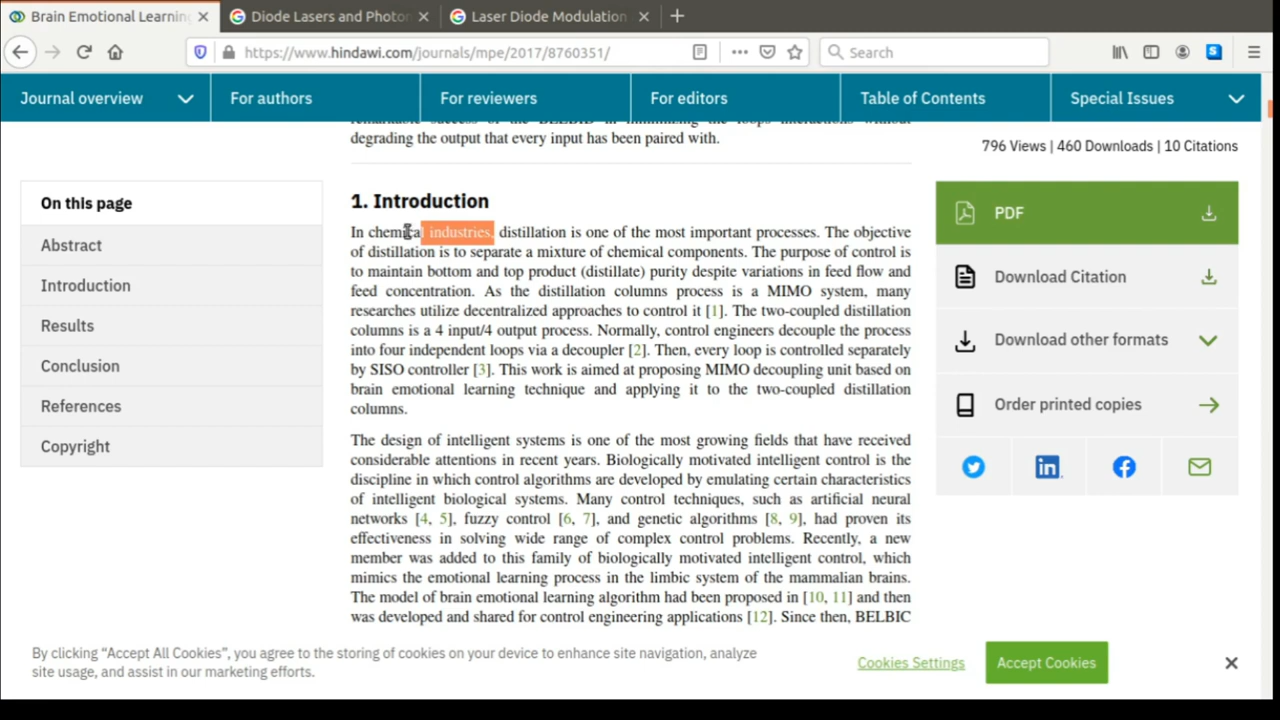 Brain Emotional Learning
Diode Lasers and Photon
Laser Diode Modulation
https://www.hindawi.com/journals/mpe/2017/8760351/
Search
Journal overview
For authors
For reviewers
For editors
Table of Contents
Special Issues
degrading the output that every input has been paired with.
796 Views | 460 Downloads | 10 Citations
On this page
Abstract
Introduction
Results
Conclusion
References
Copyright
1. Introduction
In chemical industries, distillation is one of the most important processes. The objective
of distillation is to separate a mixture of chemical components. The purpose of control is
to maintain bottom and top product (distillate) purity despite variations in feed flow and
feed concentration. As the distillation columns process is a MIMO system, many
researches utilize decentralized approaches to control it [1]. The two-coupled distillation
columns is a 4 input/4 output process. Normally, control engineers decouple the process
into four independent loops via a decoupler [2]. Then, every loop is controlled separately
by SISO controller [3]. This work is aimed at proposing MIMO decoupling unit based on
brain emotional learning technique and applying it to the two-coupled distillation
columns.
The design of intelligent systems is one of the most growing fields that have received
considerable attentions in recent years. Biologically motivated intelligent control is the
discipline in which control algorithms are developed by emulating certain characteristics
of intelligent biological systems. Many control techniques, such as artificial neural
networks [4, 5], fuzzy control [6, 7], and genetic algorithms [8, 9], had proven its
effectiveness in solving wide range of complex control problems. Recently, a new
member was added to this family of biologically motivated intelligent control, which
mimics the emotional learning process in the limbic system of the mammalian brains.
The model of brain emotional learning algorithm had been proposed in [10, 11] and then
was developed and shared for control engineering applications [12]. Since then, BELBIC
PDF
Download Citation
Download other formats
Order printed copies
By clicking “Accept All Cookies”, you agree to the storing of cookies on your device to enhance site navigation, analyze
site usage, and assist in our marketing efforts.
Cookies Settings
Accept Cookies